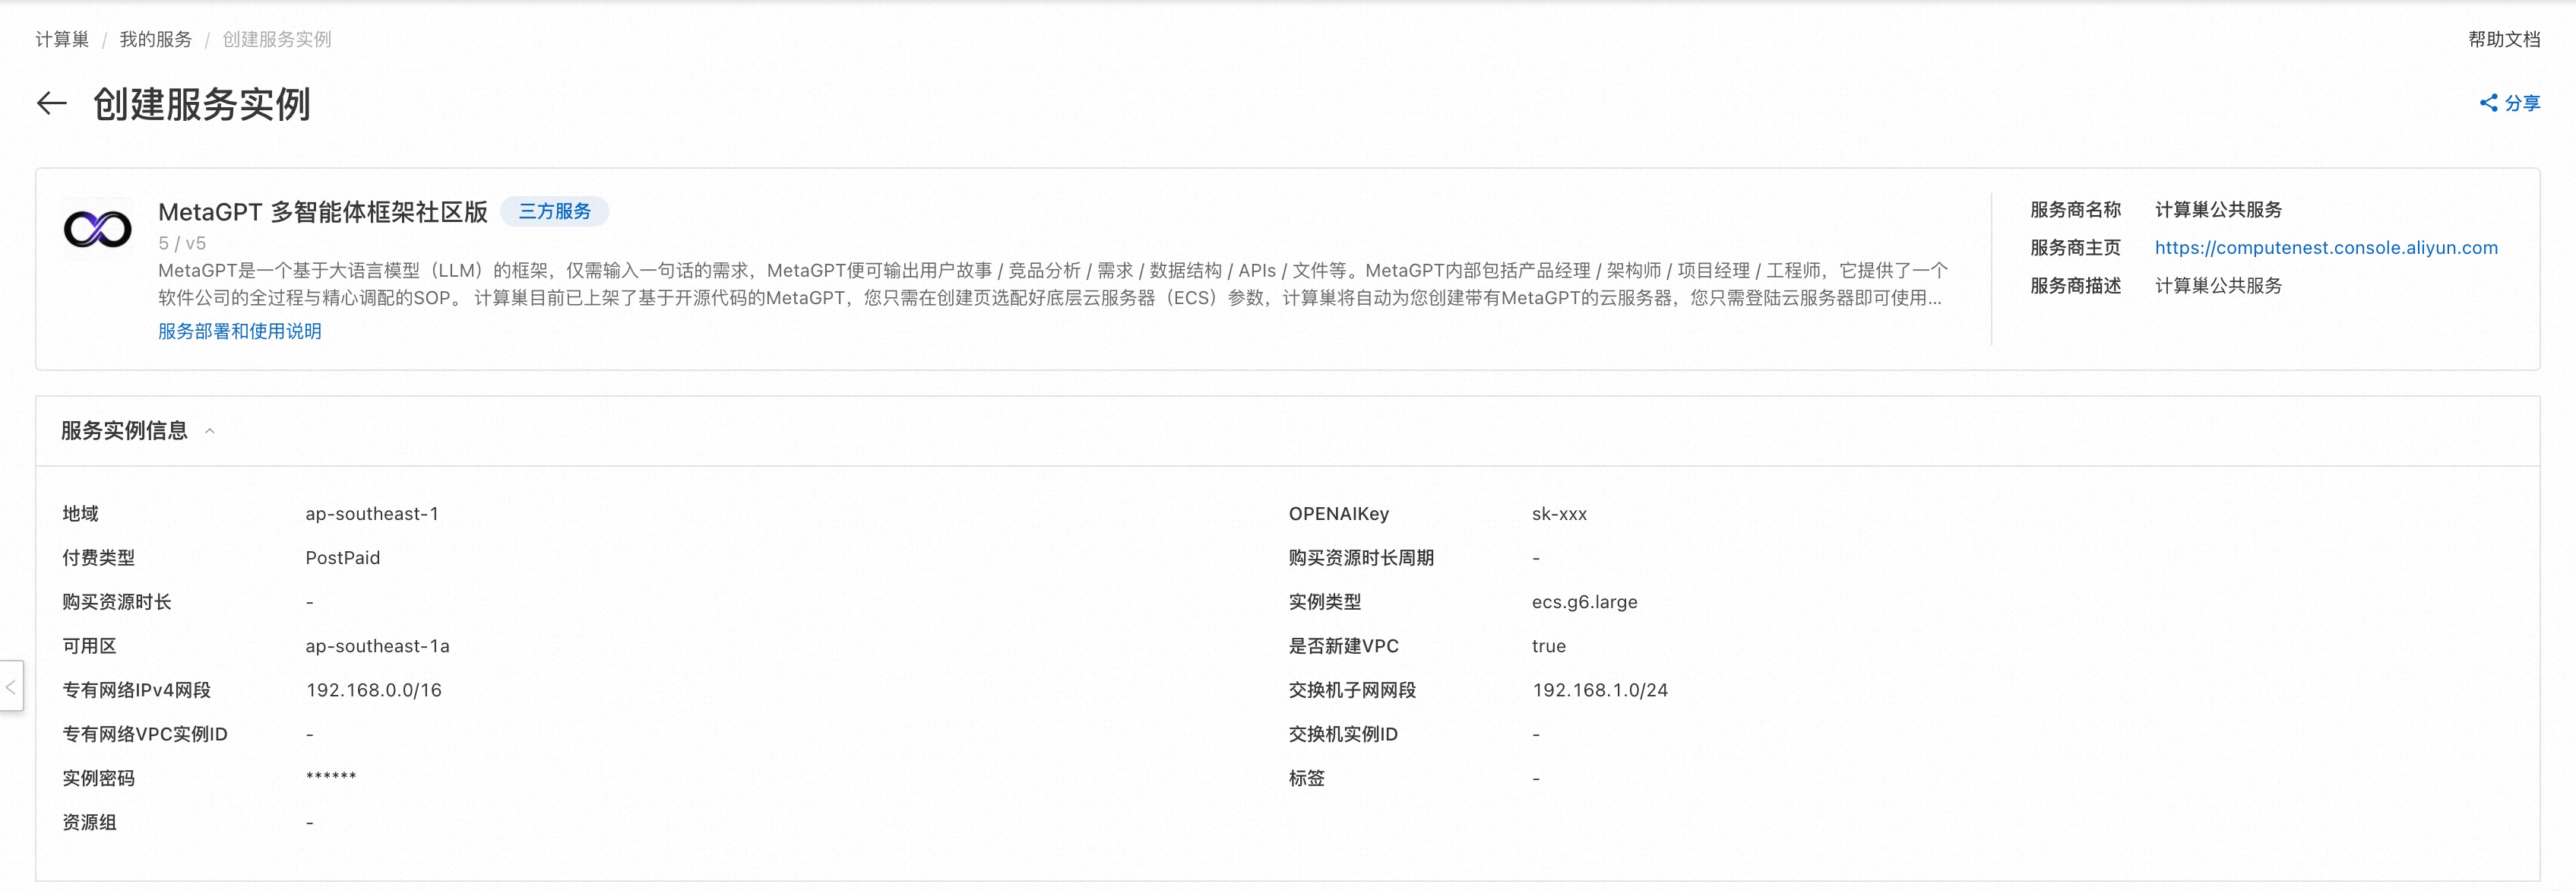 计算巢 / 我的服务 / 创建服务实例
帮助文档
创建服务实例
分享
MetaGPT 多智能体框架社区版 三方服务
5 / v5
MetaGPT是一个基于大语言模型（LLM）的框架，仅需输入一句话的需求，MetaGPT便可输出用户故事 / 竞品分析 / 需求 / 数据结构 / APIs / 文件等。MetaGPT内部包括产品经理 / 架构师 / 项目经理 / 工程师，它提供了一个
软件公司的全过程与精心调配的SOP。 计算巢目前已上架了基于开源代码的MetaGPT，您只需在创建页选配好底层云服务器（ECS）参数，计算巢将自动为您创建带有MetaGPT的云服务器，您只需登陆云服务器即可使用...
服务部署和使用说明
服务商名称 计算巢公共服务
服务商主页 https://computenest.console.aliyun.com
服务商描述 计算巢公共服务
服务实例信息
地域 ap-southeast-1
OPENAIKey sk-xxx
付费类型 PostPaid
购买资源时长周期 -
购买资源时长 -
实例类型 ecs.g6.large
可用区 ap-southeast-1a
是否新建VPC true
专有网络IPv4网段 192.168.0.0/16
交换机子网网段 192.168.1.0/24
专有网络VPC实例ID -
交换机实例ID -
实例密码 ******
标签 -
资源组 -